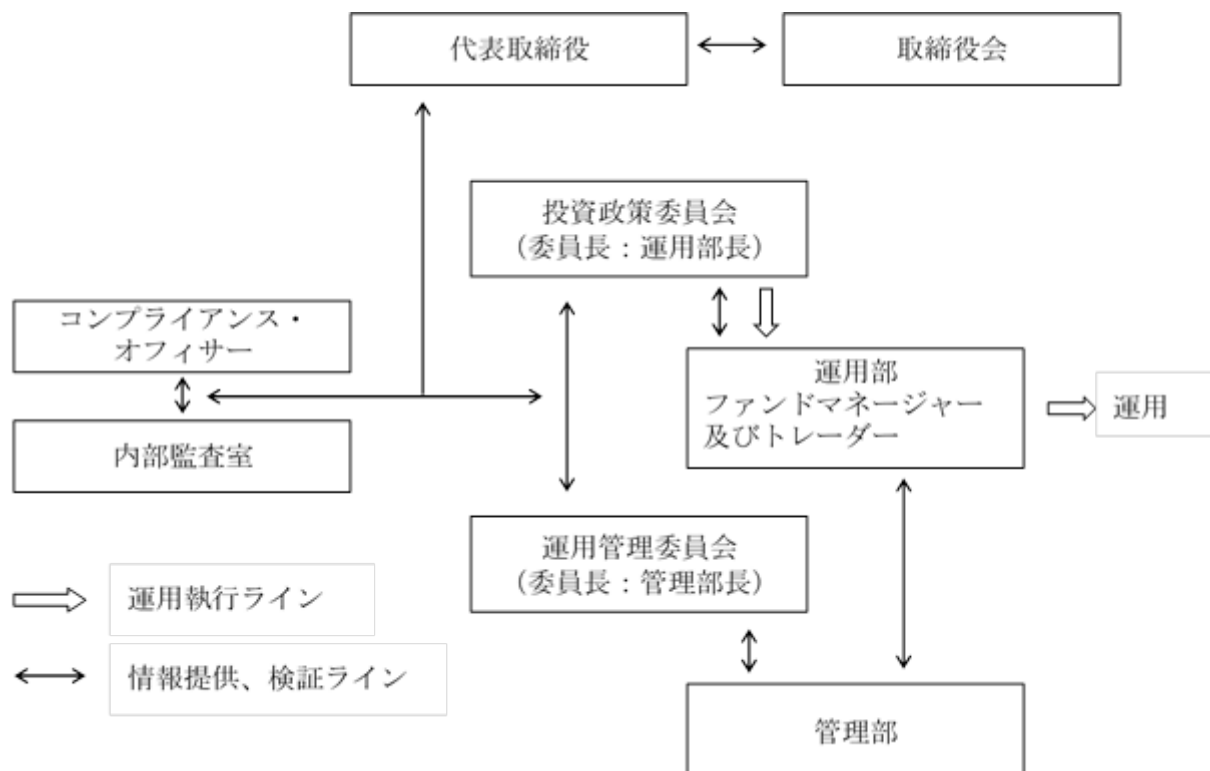 代表取締役
取締役会
投資政策委員会
（委員長：運用部長）
コンプライアンス・
オフィサー
運用部
ファンドマネージャー
及びトレーダー
運用
内部監査室
運用管理委員会
（委員長：管理部長）
運用執行ライン
情報提供、検証ライン
管理部